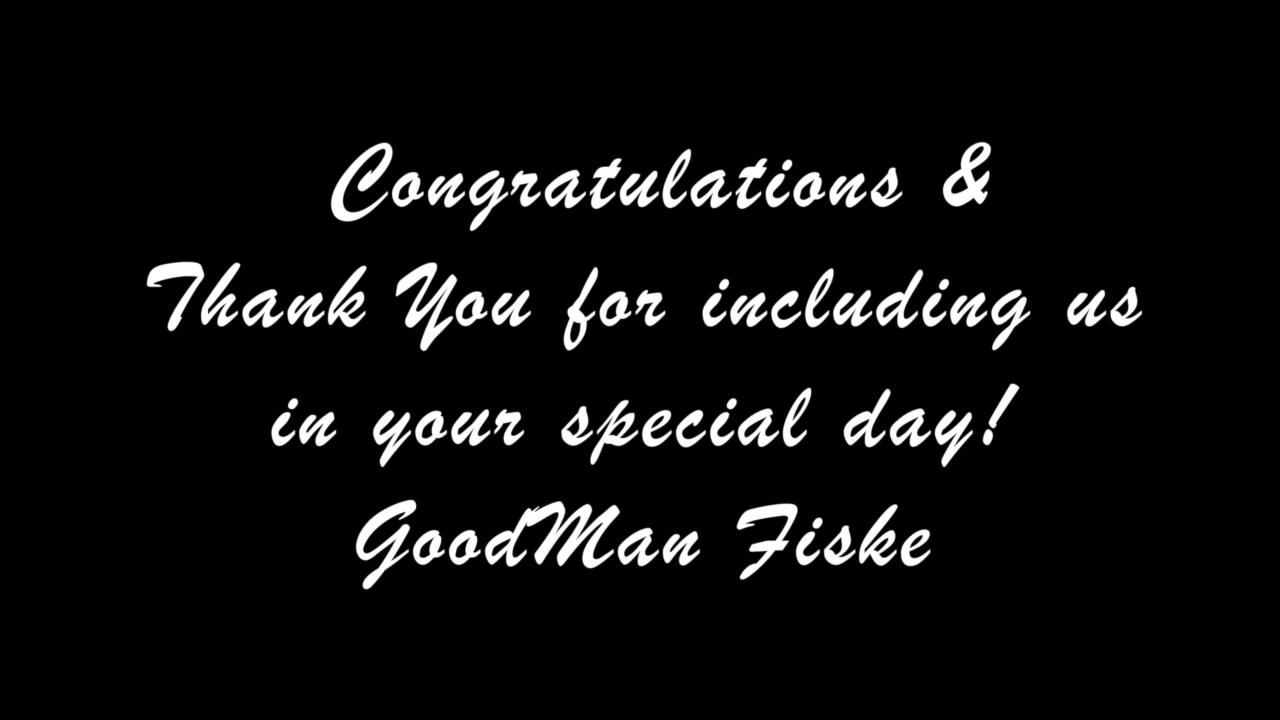 Congratulations &
Thank You for including us
in your special day!
GoodMan Fiske